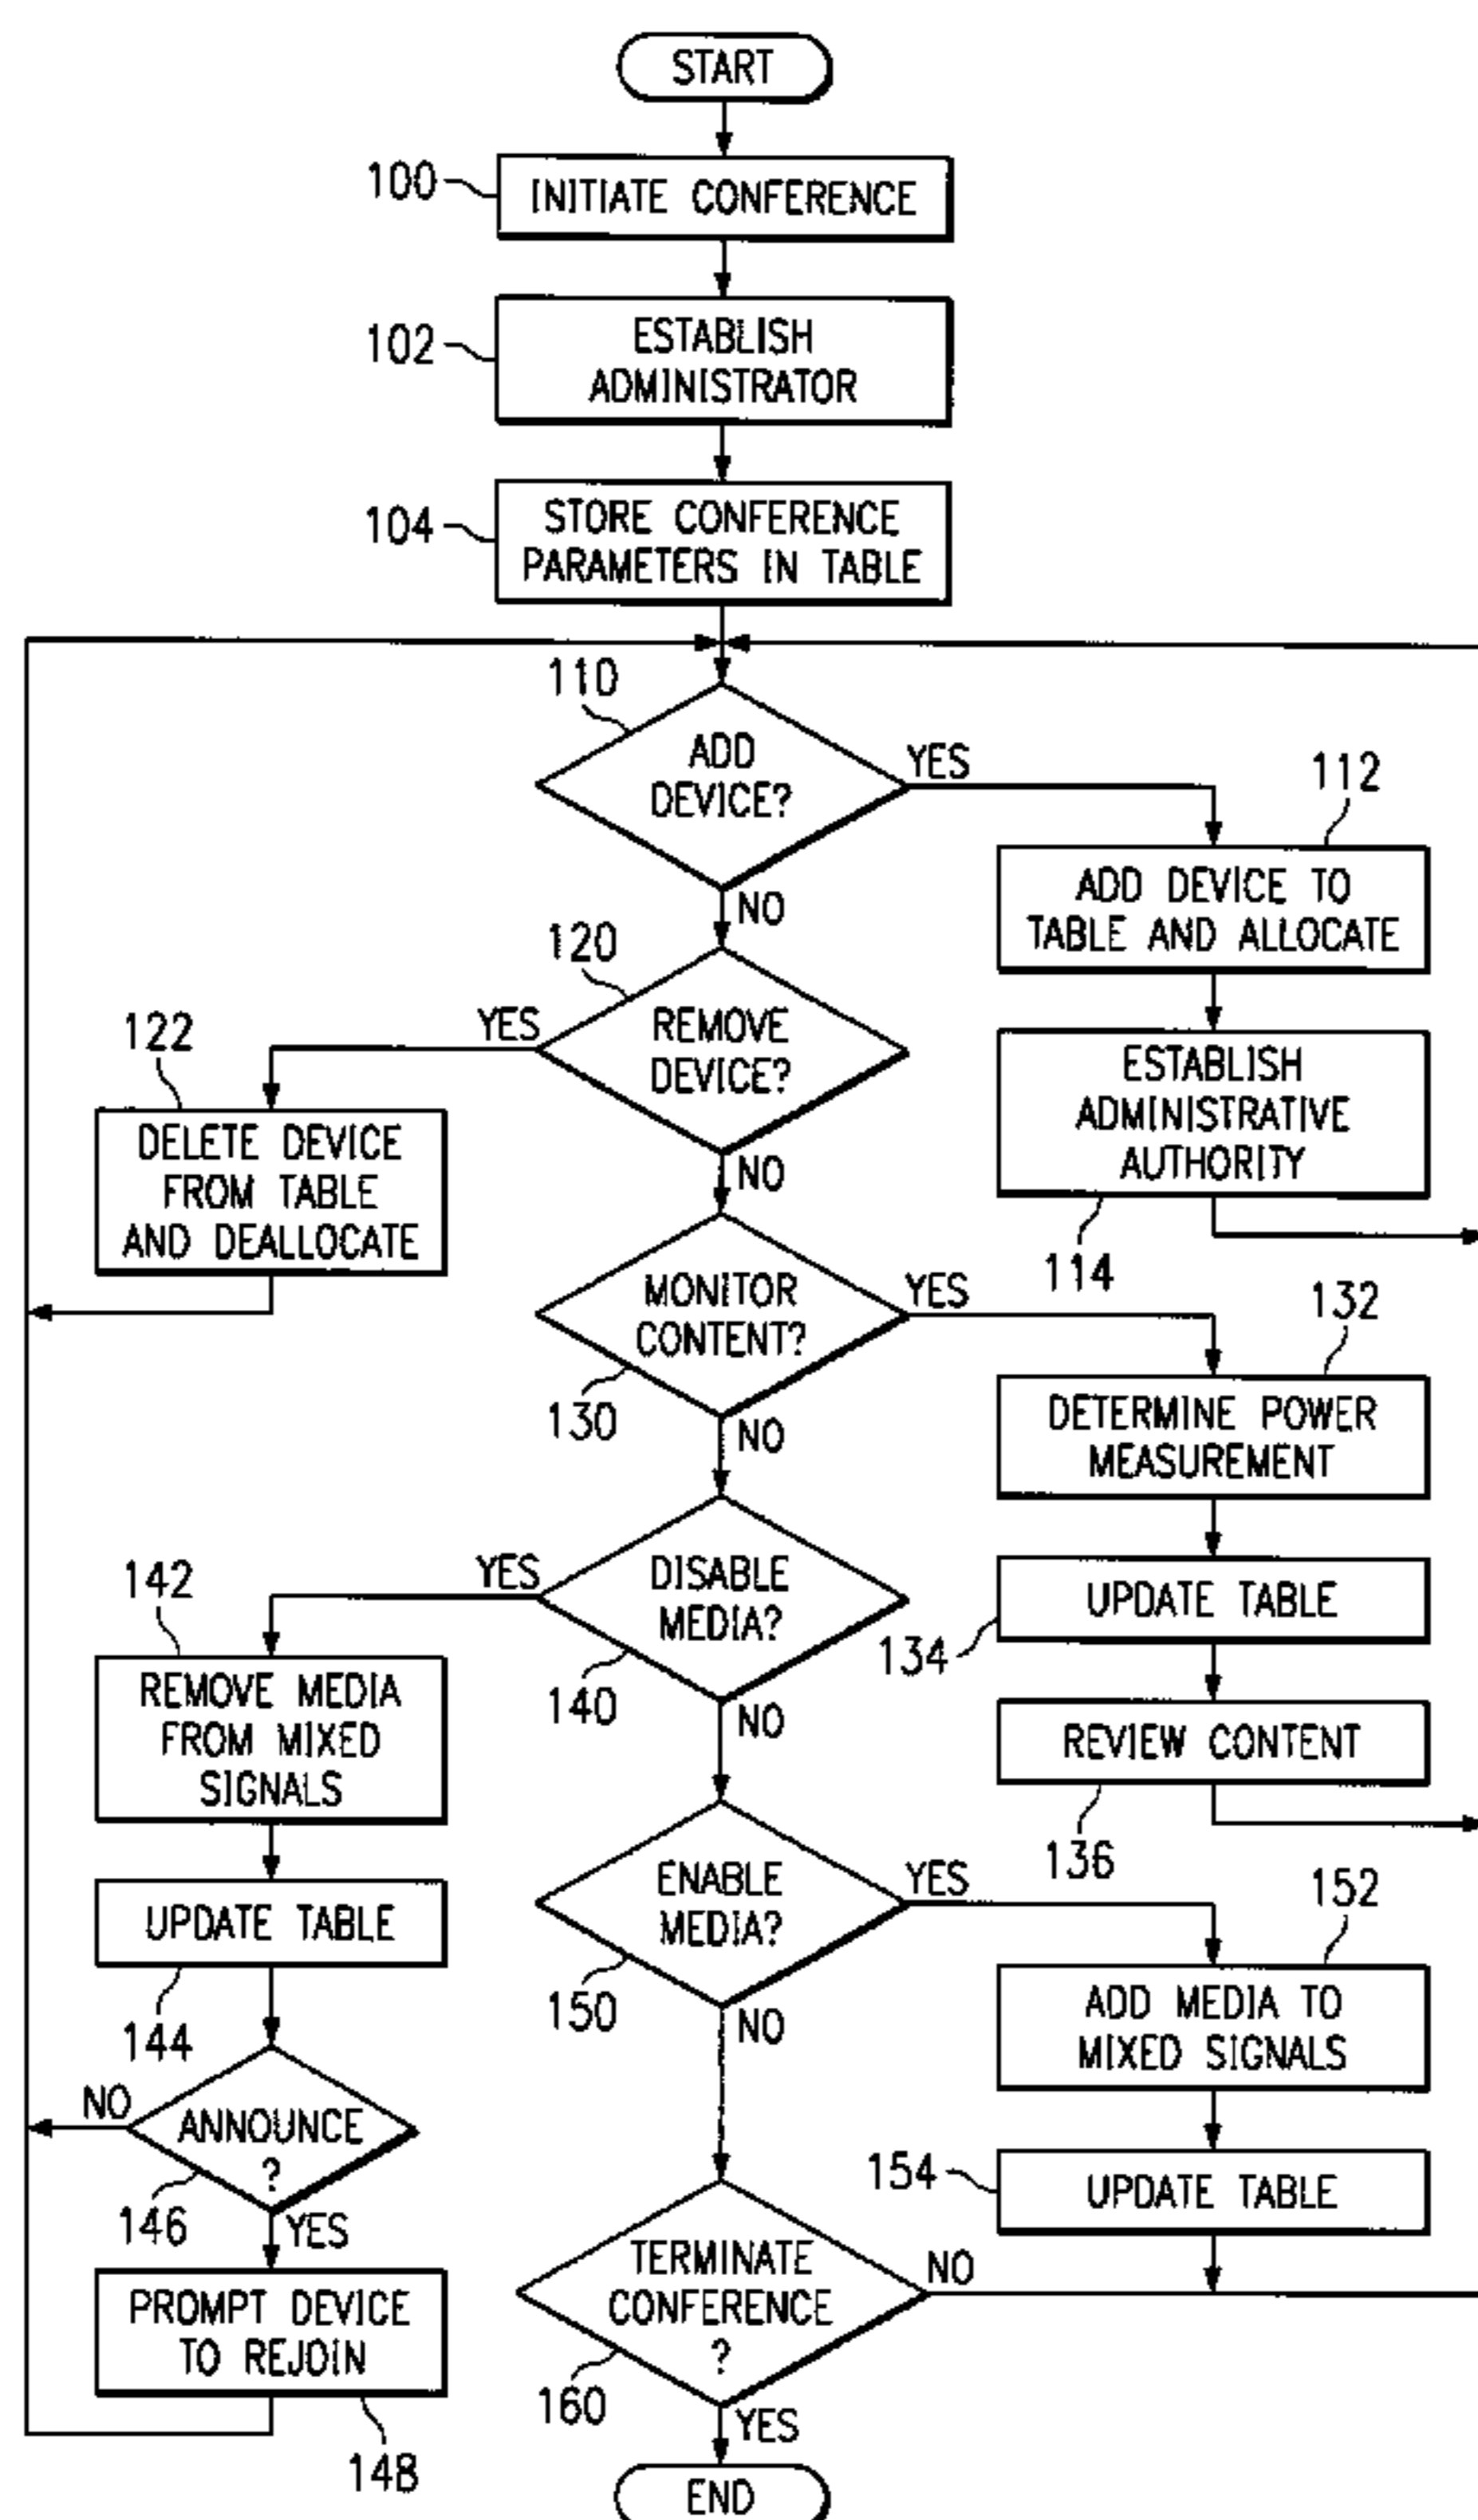 START
100
INITIATE CONFERENCE
102
ESTABLISH
ADMINISTRATOR
104
STORE CONFERENCE
PARAMETERS IN TABLE
110
ADD
DEVICE?
YES
NO
112
ADD DEVICE TO
TABLE AND ALLOCATE
ESTABLISH
ADMINISTRATIVE
AUTHORITY
114
120
REMOVE
DEVICE?
YES
NO
122
DELETE DEVICE
FROM TABLE
AND DEALLOCATE
MONITOR
CONTENT?
130
YES
NO
132
DETERMINE POWER
MEASUREMENT
UPDATE TABLE
134
REVIEW CONTENT
136
DISABLE
MEDIA?
140
YES
NO
142
REMOVE MEDIA
FROM MIXED
SIGNALS
UPDATE TABLE
144
ANNOUNCE
?
146
NO
YES
PROMPT DEVICE
TO REJOIN
148
ENABLE
MEDIA?
150
YES
NO
152
ADD MEDIA TO
MIXED SIGNALS
154
UPDATE TABLE
TERMINATE
CONFERENCE
?
160
NO
YES
END